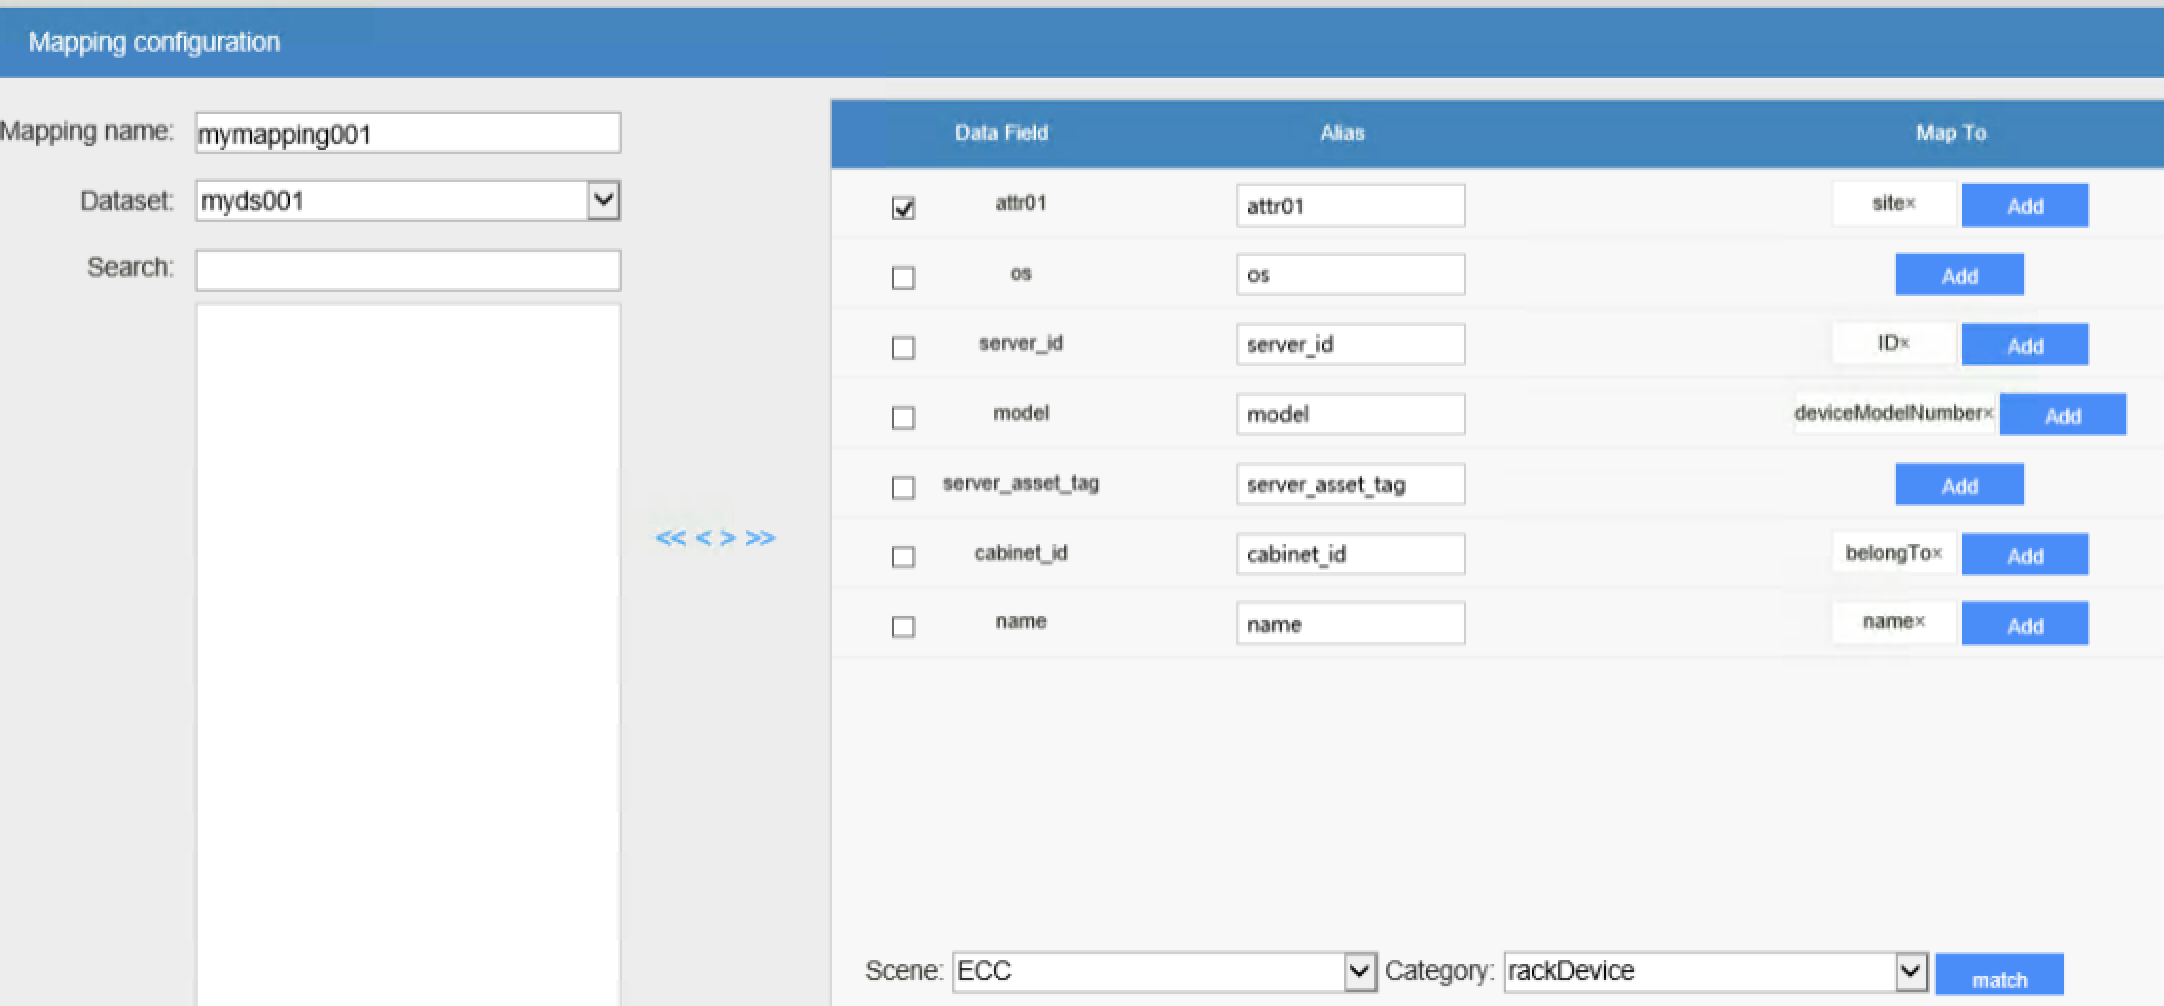 Mapping configuration
Mapping name: mymapping001
Dataset: myds001
Search:
<< < > >>
Data Field Alias Map To
attr01 attr01 site× Add
os os Add
server_id server_id ID× Add
model model deviceModelNumber× Add
server_asset_tag server_asset_tag Add
cabinet_id cabinet_id belongTo× Add
name name name× Add
Scene: ECC Category: rackDevice match